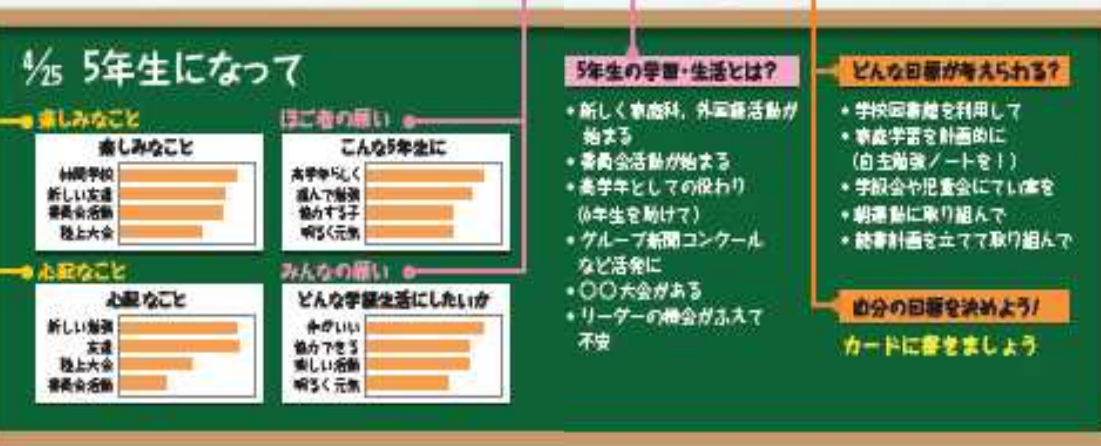 4/25 5年生になって
楽しみなこと
楽しみなこと
林間学校
新しい友達
委員会活動
陸上大会
ほご者の願い
こんな5年生に
高学年らしく
進んで勉強
協力する子
明るく元気
心配なこと
心配なこと
新しい勉強
友達
陸上大会
委員会活動
みんなの願い
どんな学級生活にしたいか
仲がいい
協力できる
楽しい活動
明るく元気
5年生の学習・生活とは?
・新しく家庭科, 外国語活動が
始まる
・委員会活動が始まる
・高学年としての役わり
(6年生を助けて)
・グループ新聞コンクール
など活発に
・○○大会がある
・リーダーの機会がふえて
不安
どんな目標が考えられる?
・学校図書館を利用して
・家庭学習を計画的に
(自主勉強ノートを!)
・学級会や児童会にてい案を
・朝運動に取り組んで
・読書計画を立てて取り組んで
自分の目標を決めよう!
カードに書きましょう